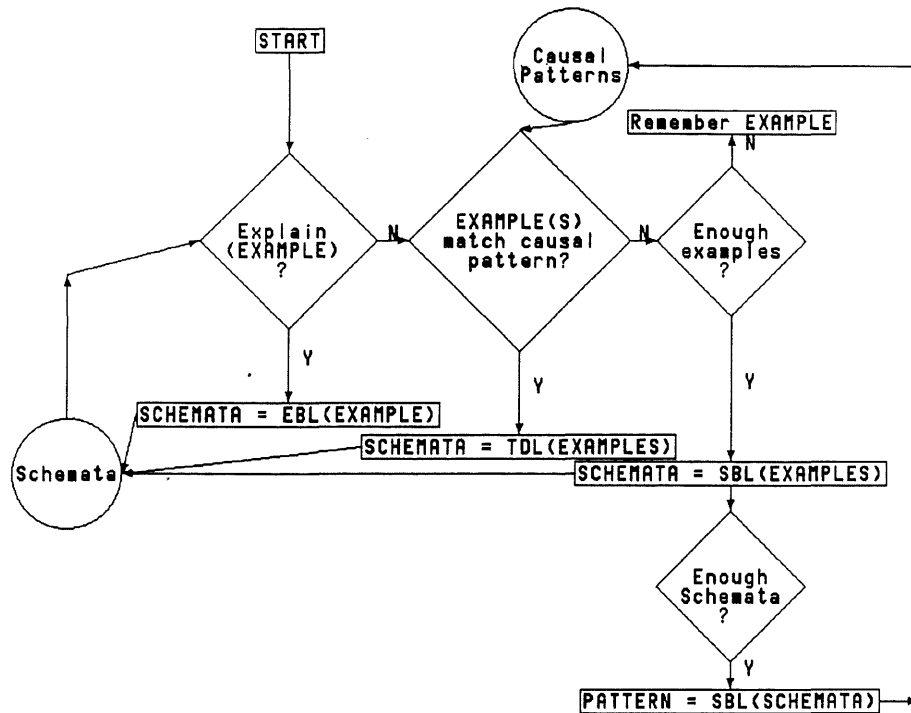 START
Causal
Patterns
Remember EXAMPLE
N
Explain
(EXAMPLE)
?
N
EXAMPLE(S)
match causal
pattern?
N
Enough
examples
?
Y
Y
Y
SCHEMATA = EBL(EXAMPLE)
SCHEMATA = TDL(EXAMPLES)
Schemata
SCHEMATA = SBL(EXAMPLES)
Enough
Schemata
?
Y
PATTERN = SBL(SCHEMATA)